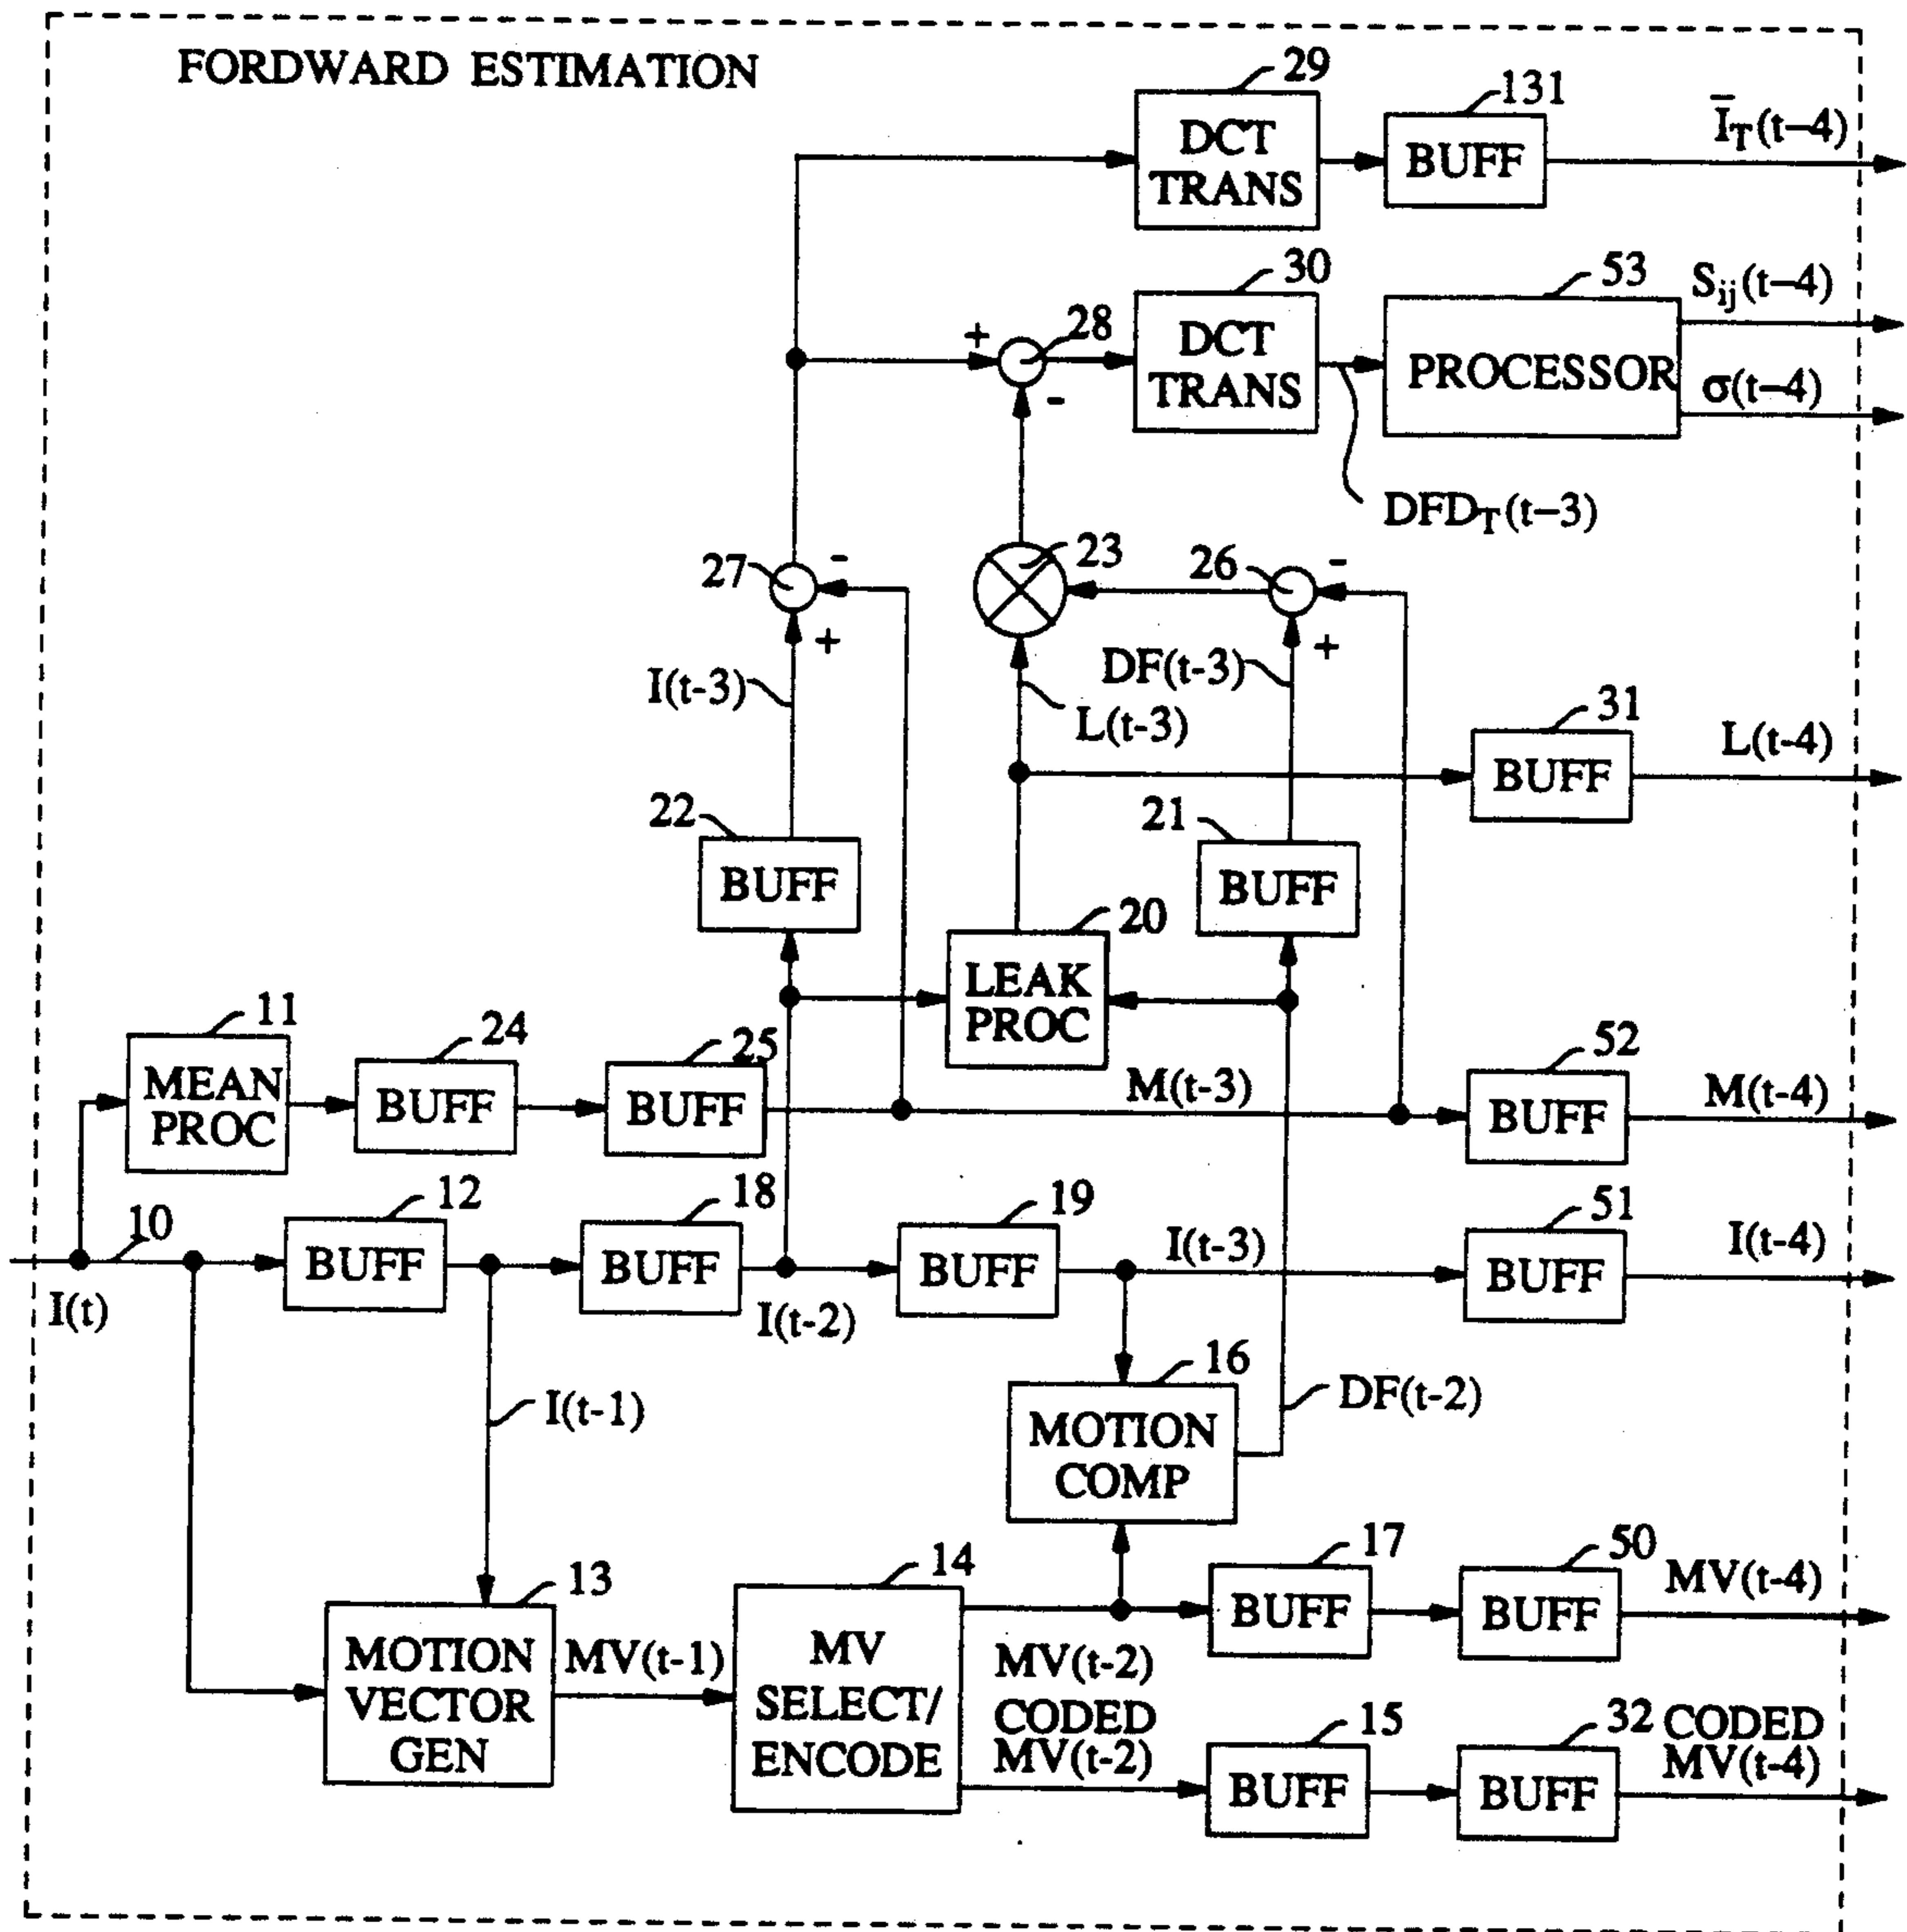 FORDWARD ESTIMATION
29
DCT
TRANS
131
BUFF
I̅T(t−4)
30
DCT
TRANS
53
PROCESSOR
Sij(t−4)
σ(t−4)
+
28
-
DFDT(t−3)
27
-
+
23
26
-
+
I(t-3)
L(t-3)
DF(t-3)
31
BUFF
L(t-4)
22
BUFF
21
BUFF
20
LEAK
PROC
11
MEAN
PROC
24
BUFF
25
BUFF
M(t-3)
52
BUFF
M(t-4)
10
I(t)
12
BUFF
18
BUFF
I(t-2)
19
BUFF
I(t-3)
51
BUFF
I(t-4)
I(t-1)
16
MOTION
COMP
DF(t-2)
13
MOTION
VECTOR
GEN
MV(t-1)
14
MV
SELECT/
ENCODE
MV(t-2)
CODED
MV(t-2)
17
BUFF
50
BUFF
MV(t-4)
15
BUFF
32
BUFF
CODED
MV(t-4)